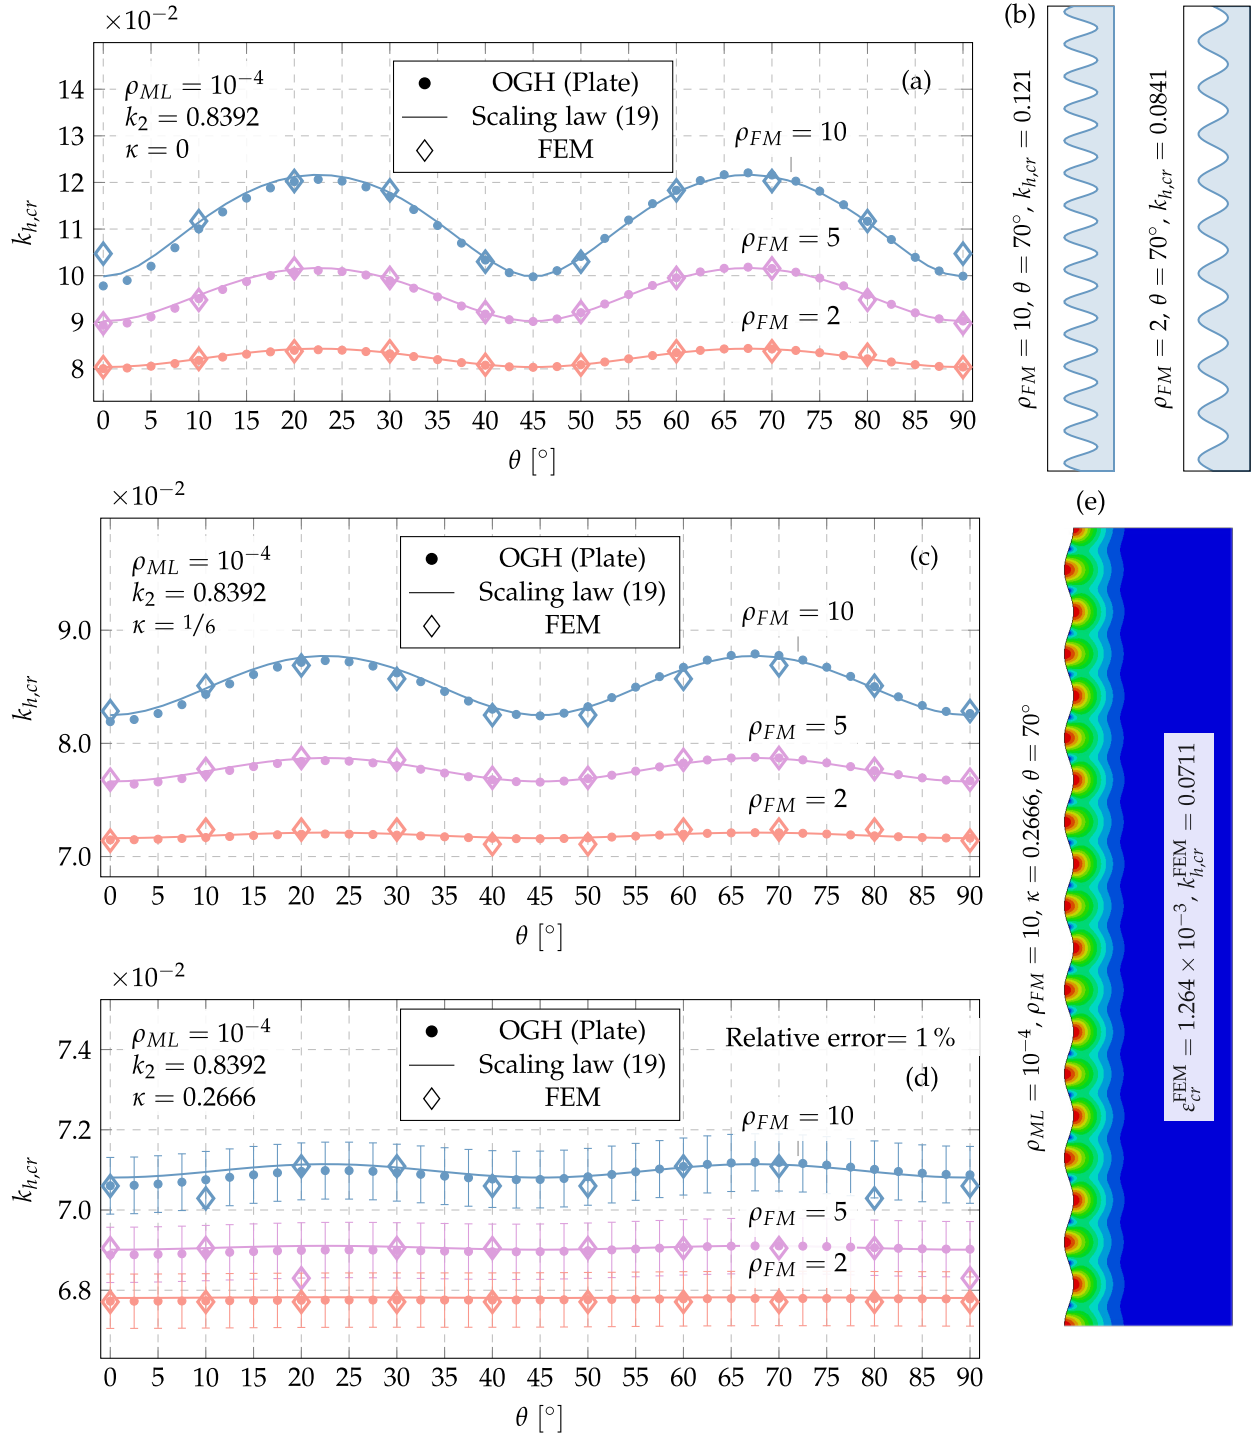 ×10⁻²
(a)
ρ_ML = 10⁻⁴
k₂ = 0.8392
κ = 0
OGH (Plate)
Scaling law (19)
FEM
ρ_FM = 10
ρ_FM = 5
ρ_FM = 2
14
13
12
11
10
9
8
k_h,cr
0 5 10 15 20 25 30 35 40 45 50 55 60 65 70 75 80 85 90
θ [°]
(b)
ρ_FM = 10, θ = 70°, k_h,cr = 0.121
ρ_FM = 2, θ = 70°, k_h,cr = 0.0841
×10⁻²
(c)
ρ_ML = 10⁻⁴
k₂ = 0.8392
κ = 1/6
OGH (Plate)
Scaling law (19)
FEM
ρ_FM = 10
ρ_FM = 5
ρ_FM = 2
9.0
8.0
7.0
k_h,cr
0 5 10 15 20 25 30 35 40 45 50 55 60 65 70 75 80 85 90
θ [°]
×10⁻²
ρ_ML = 10⁻⁴
k₂ = 0.8392
κ = 0.2666
OGH (Plate)
Scaling law (19)
FEM
Relative error= 1 %
(d)
ρ_FM = 10
ρ_FM = 5
ρ_FM = 2
7.4
7.2
7.0
6.8
k_h,cr
0 5 10 15 20 25 30 35 40 45 50 55 60 65 70 75 80 85 90
θ [°]
(e)
ρ_ML = 10⁻⁴, ρ_FM = 10, κ = 0.2666, θ = 70°
ε_cr^FEM = 1.264 × 10⁻³, k_h,cr^FEM = 0.0711